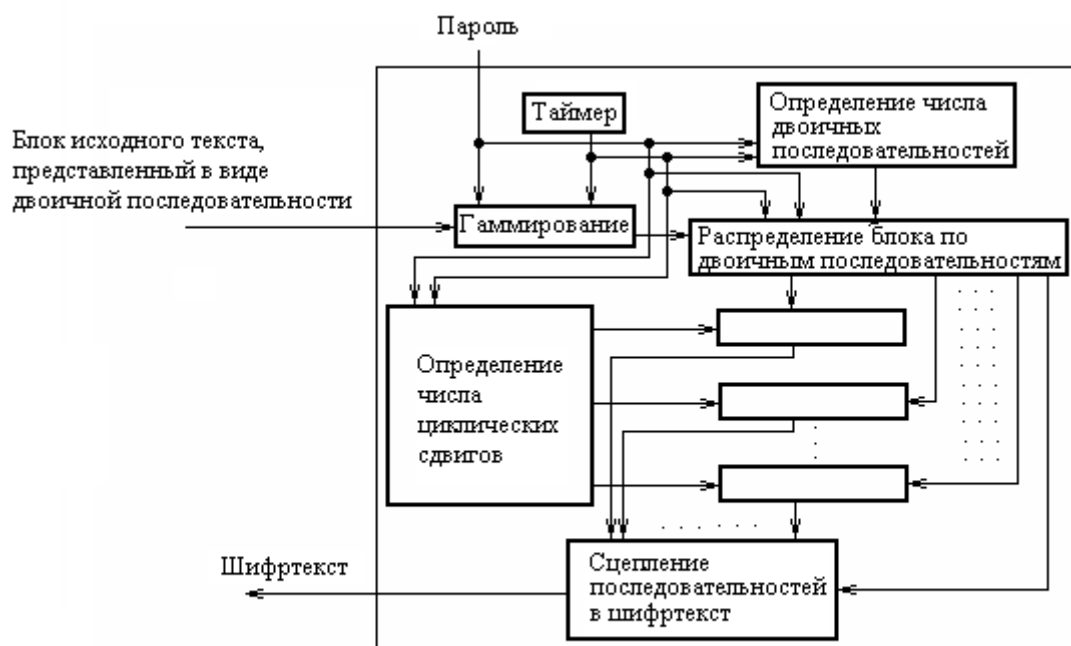 Пароль
Таймер
Определение числа
двоичных
последовательностей
Блок исходного текста,
представленный в виде
двоичной последовательности
Гаммирование
Распределение блока по
двоичным последовательностям
Определение
числа
циклических
сдвигов
Сцепление
последовательностей
в шифртекст
Шифртекст